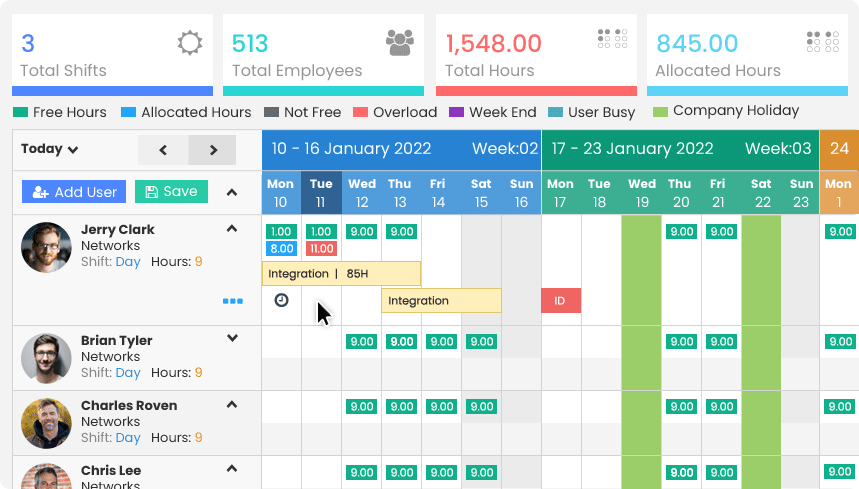 3
Total Shifts
513
Total Employees
1,548.00
Total Hours
845.00
Allocated Hours
Free Hours Allocated Hours Not Free Overload Week End User Busy Company Holiday
Today 10 - 16 January 2022 Week:02 17 - 23 January 2022 Week:03 24
Add User Save
Mon Tue Wed Thu Fri Sat Sun Mon Tue Wed Thu Fri Sat Sun Mon
10 11 12 13 14 15 16 17 18 19 20 21 22 23 1
Jerry Clark
Networks
Shift: Day Hours: 9
1.00 1.00 9.00 9.00 9.00 9.00 9.00
8.00 11.00
Integration | 85H
Integration ID
Brian Tyler
Networks
Shift: Day Hours: 9
9.00 9.00 9.00 9.00 9.00 9.00 9.00
Charles Roven
Networks
Shift: Day Hours: 9
9.00 9.00 9.00 9.00 9.00 9.00 9.00
Chris Lee
Networks
9.00 9.00 9.00 9.00 9.00 9.00 9.00